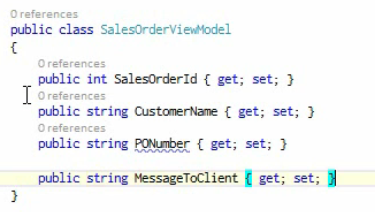 0 references
public class SalesOrderViewModel
{
0 references
public int SalesOrderId { get; set; }
0 references
public string CustomerName { get; set; }
0 references
public string PONumber { get; set; }
public string MessageToClient { get; set; }
}